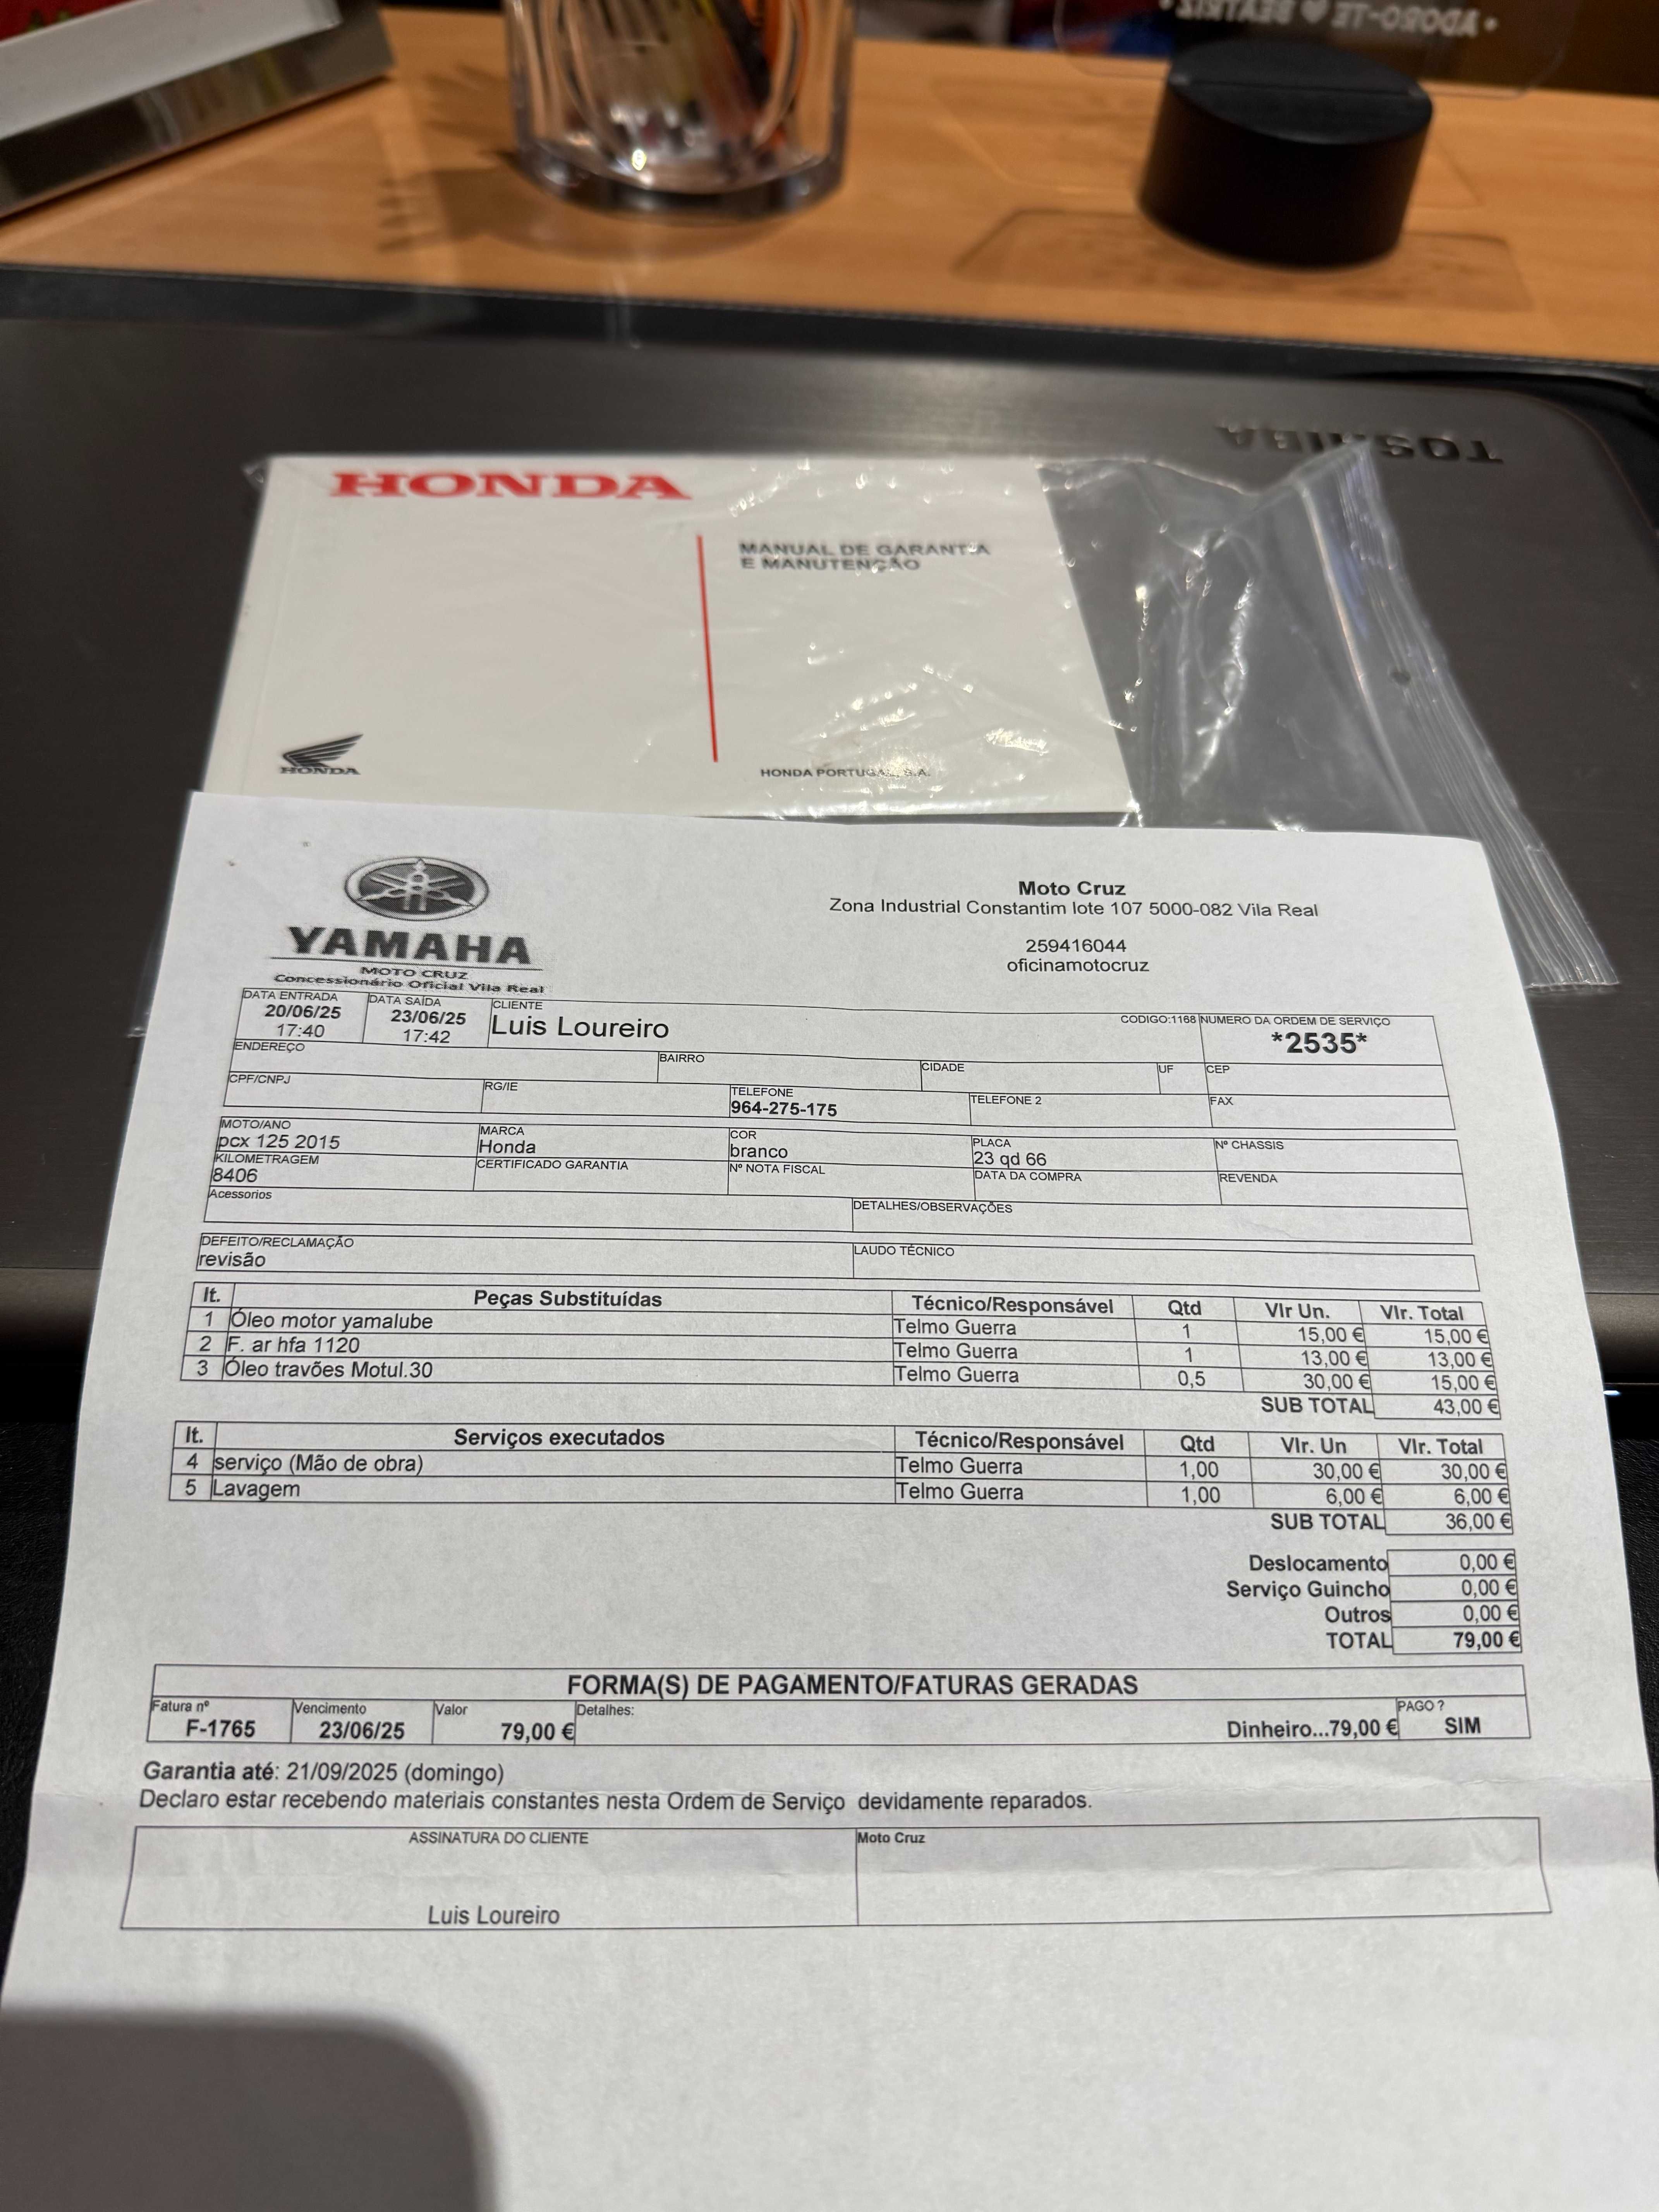 • ADORO-TE ♥ BEATRIZ •
TOSHIBA
HONDA
MANUAL DE GARANTIA
E MANUTENÇÃO
HONDA
HONDA PORTUGAL, S.A.
YAMAHA
MOTO CRUZ
Concessionário Oficial Vila Real
Moto Cruz
Zona Industrial Constantim lote 107 5000-082 Vila Real
259416044
oficinamotocruz
DATA ENTRADA DATA SAÍDA CLIENTE CODIGO:1168 NUMERO DA ORDEM DE SERVIÇO
20/06/25 23/06/25 Luis Loureiro *2535*
17:40 17:42
ENDEREÇO BAIRRO CIDADE UF CEP
CPF/CNPJ RG/IE TELEFONE TELEFONE 2 FAX
964-275-175
MOTO/ANO MARCA COR PLACA Nº CHASSIS
pcx 125 2015 Honda branco 23 qd 66
KILOMETRAGEM CERTIFICADO GARANTIA Nº NOTA FISCAL DATA DA COMPRA REVENDA
8406
Acessorios DETALHES/OBSERVAÇÕES
DEFEITO/RECLAMAÇÃO LAUDO TÉCNICO
revisão
It. Peças Substituídas Técnico/Responsável Qtd Vlr Un. Vlr. Total
1 Óleo motor yamalube Telmo Guerra 1 15,00 € 15,00 €
2 F. ar hfa 1120 Telmo Guerra 1 13,00 € 13,00 €
3 Óleo travões Motul.30 Telmo Guerra 0,5 30,00 € 15,00 €
SUB TOTAL 43,00 €
It. Serviços executados Técnico/Responsável Qtd Vlr. Un Vlr. Total
4 serviço (Mão de obra) Telmo Guerra 1,00 30,00 € 30,00 €
5 Lavagem Telmo Guerra 1,00 6,00 € 6,00 €
SUB TOTAL 36,00 €
Deslocamento 0,00 €
Serviço Guincho 0,00 €
Outros 0,00 €
TOTAL 79,00 €
FORMA(S) DE PAGAMENTO/FATURAS GERADAS
Fatura nº Vencimento Valor Detalhes: PAGO ?
F-1765 23/06/25 79,00 € Dinheiro...79,00 € SIM
Garantia até: 21/09/2025 (domingo)
Declaro estar recebendo materiais constantes nesta Ordem de Serviço devidamente reparados.
ASSINATURA DO CLIENTE Moto Cruz
Luis Loureiro